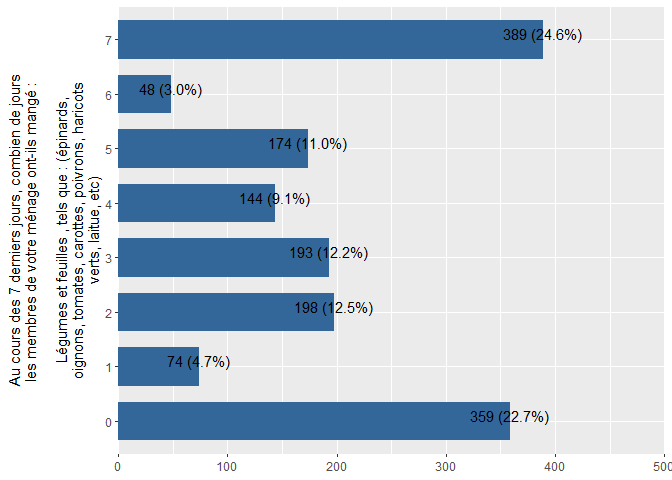 Au cours des 7 derniers jours, combien de jours
les membres de votre ménage ont-ils mangé :
Légumes et feuilles , tels que : (épinards,
oignons, tomates, carottes, poivrons, haricots
verts, laitue, etc)
7
389 (24.6%)
6
48 (3.0%)
5
174 (11.0%)
4
144 (9.1%)
3
193 (12.2%)
2
198 (12.5%)
1
74 (4.7%)
0
359 (22.7%)
0 100 200 300 400 500